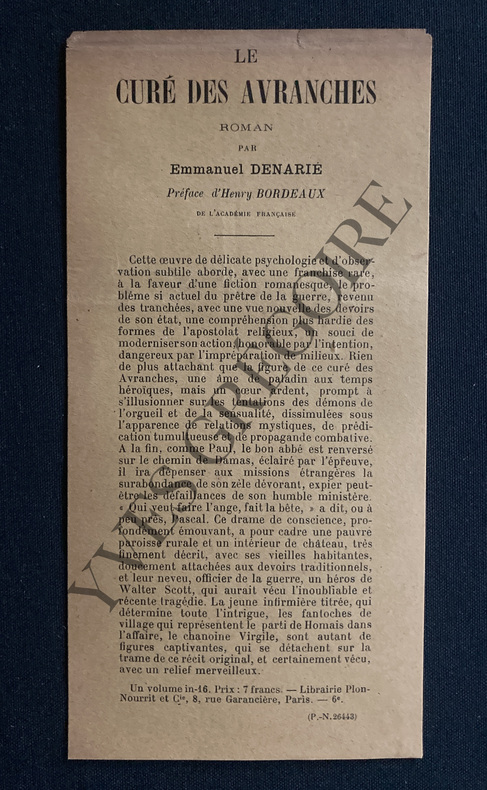 LE
CURÉ DES AVRANCHES
ROMAN
PAR
Emmanuel DENARIÉ
Préface d'Henry BORDEAUX
DE L'ACADÉMIE FRANÇAISE
Cette œuvre de délicate psychologie et d'obser-
vation subtile aborde, avec une franchise rare,
à la faveur d'une fiction romanesque, le pro-
blème si actuel du prêtre de la guerre, revenu
des tranchées, avec une vue nouvelle des devoirs
de son état, une compréhension plus hardie des
formes de l'apostolat religieux, un souci de
moderniser son action, honorable par l'intention,
dangereux par l'impréparation de milieux. Rien
de plus attachant que la figure de ce curé des
Avranches, une âme de paladin aux temps
héroïques, mais un cœur ardent, prompt à
s'illusionner sur les tentations des démons de
l'orgueil et de la sensualité, dissimulées sous
l'apparence de relations mystiques, de prédi-
cation tumultueuse et de propagande combative.
A la fin, comme Paul, le bon abbé est renversé
sur le chemin de Damas, éclairé par l'épreuve,
il ira dépenser aux missions étrangères la
surabondance de son zèle dévorant, expier peut-
être les défaillances de son humble ministère.
« Qui veut faire l'ange, fait la bête, » a dit, ou à
peu près, Pascal. Ce drame de conscience, pro-
fondément émouvant, a pour cadre une pauvre
paroisse rurale et un intérieur de château, très
finement décrit, avec ses vieilles habitantes,
doucement attachées aux devoirs traditionnels,
et leur neveu, officier de la guerre, un héros de
Walter Scott, qui aurait vécu l'inoubliable et
récente tragédie. La jeune infirmière titrée, qui
détermine toute l'intrigue, les fantoches de
village qui représentent le parti de Homais dans
l'affaire, le chanoine Virgile, sont autant de
figures captivantes, qui se détachent sur la
trame de ce récit original, et certainement vécu,
avec un relief merveilleux.
Un volume in-16. Prix : 7 francs. — Librairie Plon-
Nourrit et Cie, 8, rue Garancière, Paris. — 6e.
(P.-N. 26443)
YVES GRÉGOIRE